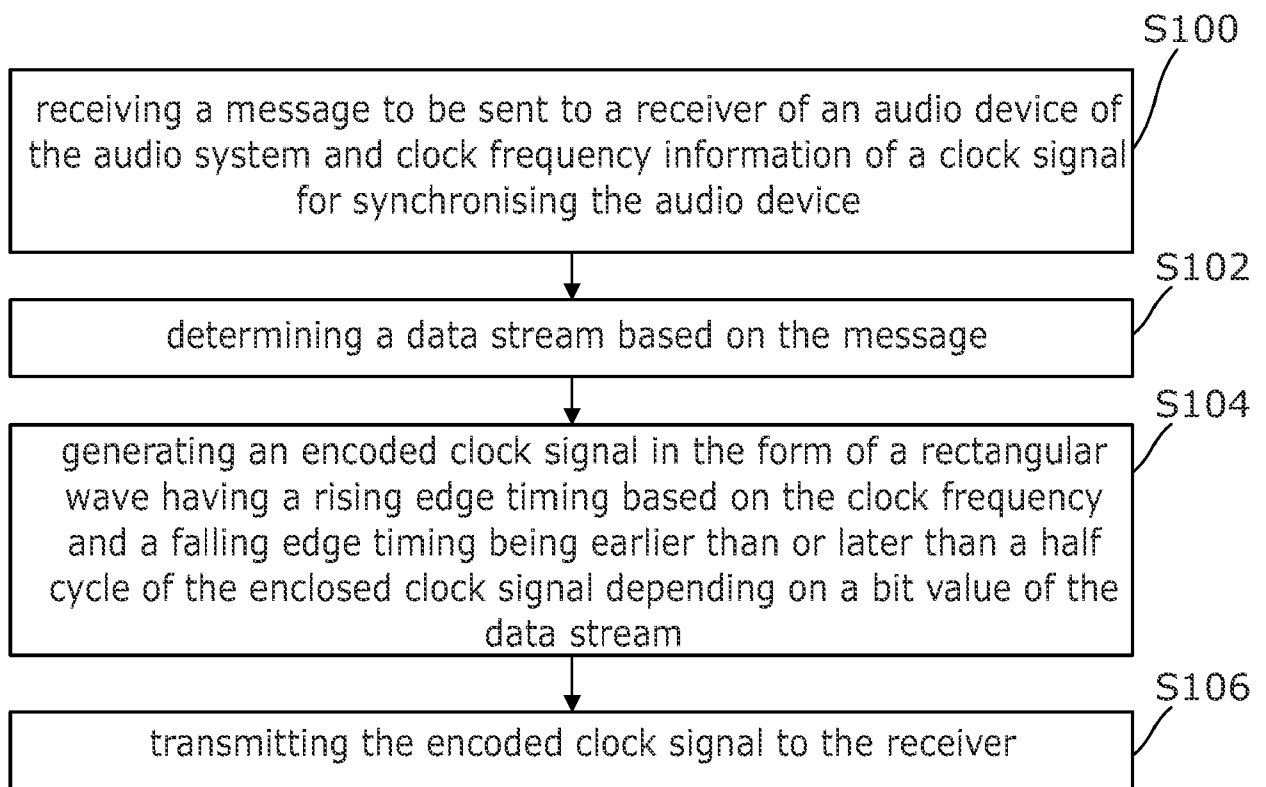 S100
receiving a message to be sent to a receiver of an audio device of
the audio system and clock frequency information of a clock signal
for synchronising the audio device
S102
determining a data stream based on the message
S104
generating an encoded clock signal in the form of a rectangular
wave having a rising edge timing based on the clock frequency
and a falling edge timing being earlier than or later than a half
cycle of the enclosed clock signal depending on a bit value of the
data stream
S106
transmitting the encoded clock signal to the receiver